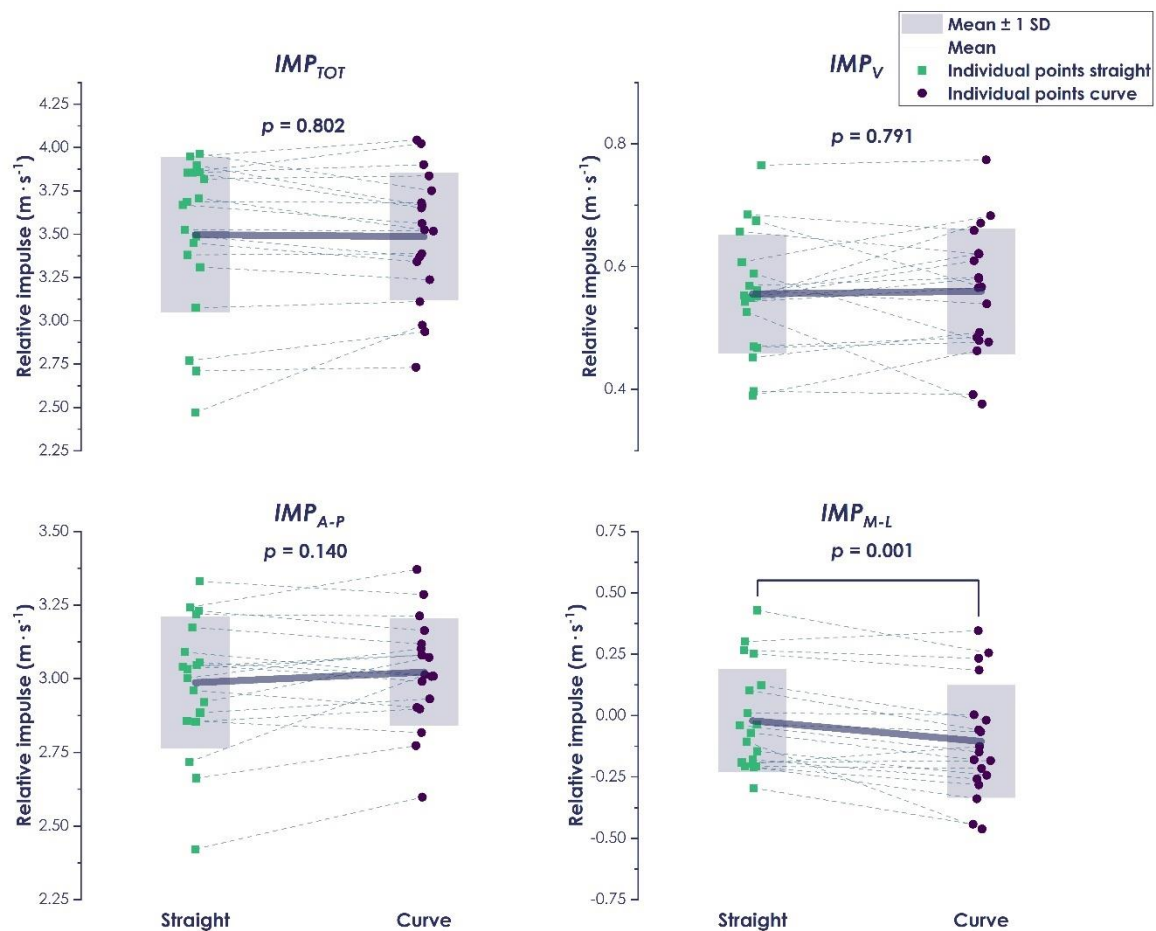 Mean ± 1 SD
Mean
Individual points straight
Individual points curve
IMP_TOT
p = 0.802
Relative impulse (m · s⁻¹)
4.25
4.00
3.75
3.50
3.25
3.00
2.75
2.50
2.25
IMP_V
p = 0.791
Relative impulse (m · s⁻¹)
0.8
0.6
0.4
IMP_A-P
p = 0.140
Relative impulse (m · s⁻¹)
3.50
3.25
3.00
2.75
2.50
2.25
Straight
Curve
IMP_M-L
p = 0.001
Relative impulse (m · s⁻¹)
0.75
0.50
0.25
0.00
-0.25
-0.50
-0.75
Straight
Curve